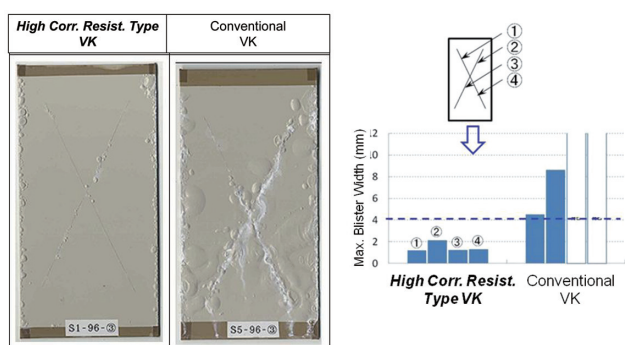 High Corr. Resist. Type
VK
Conventional
VK
S1-96-③
S5-96-③
①
②
③
④
Max. Blister Width (mm)
12
10
8
6
4
2
0
①
②
③
④
High Corr. Resist.
Type VK
Conventional
VK